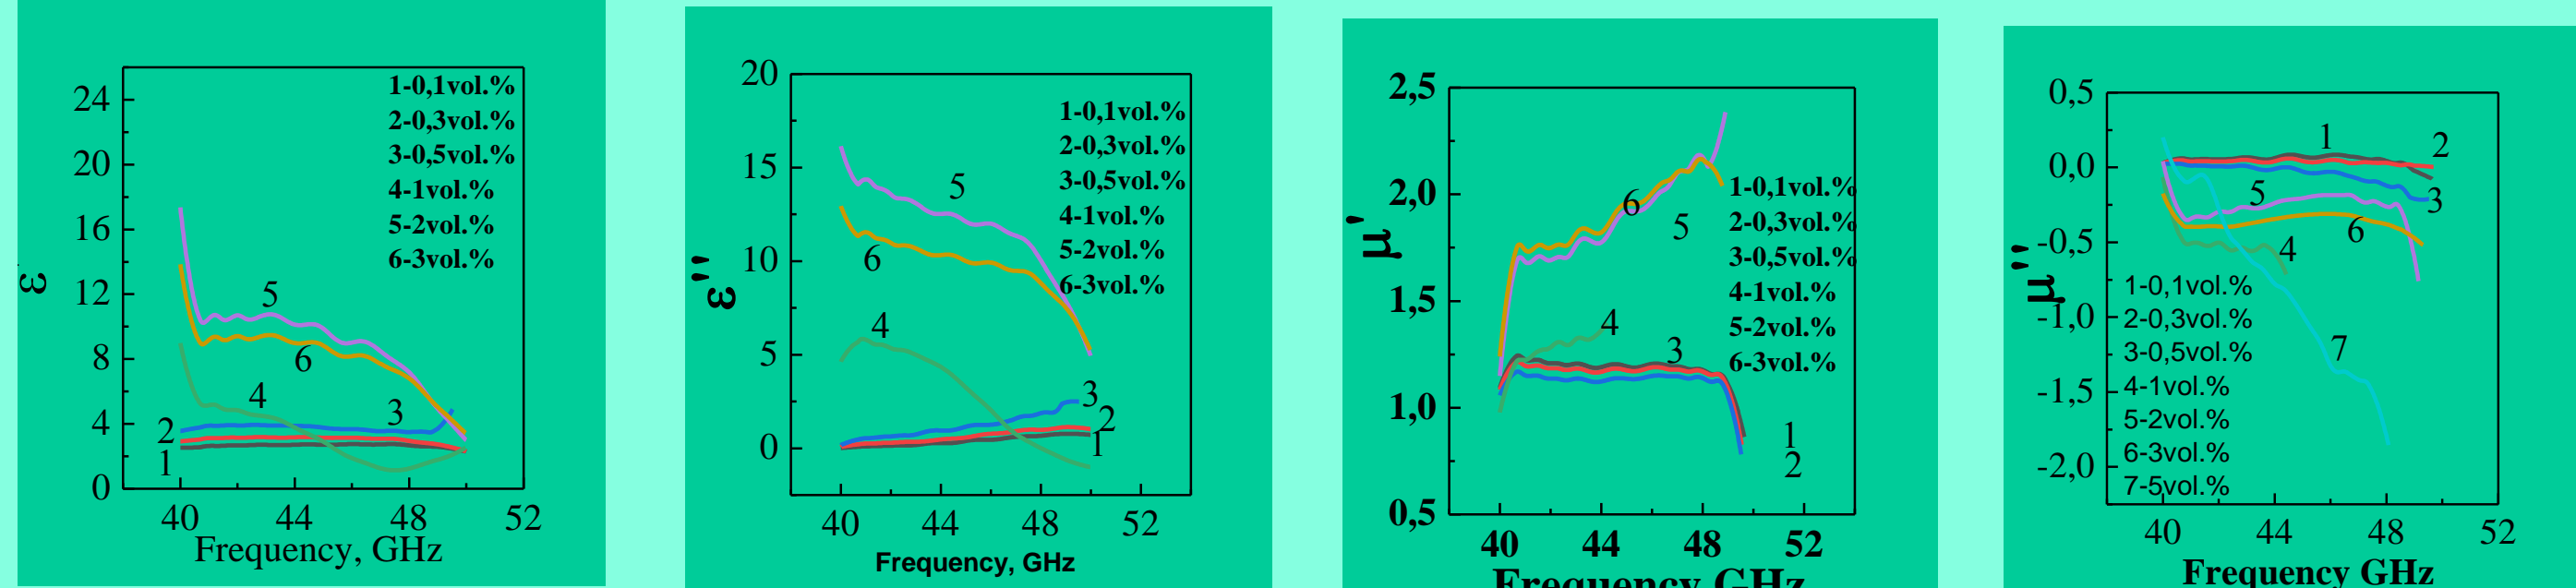 24
20
16
12
8
4
0
ε'
1-0,1vol.%
2-0,3vol.%
3-0,5vol.%
4-1vol.%
5-2vol.%
6-3vol.%
5
6
4
3
2
1
40 44 48 52
Frequency, GHz
20
15
10
5
0
ε''
1-0,1vol.%
2-0,3vol.%
3-0,5vol.%
4-1vol.%
5-2vol.%
6-3vol.%
5
6
4
3
2
1
40 44 48 52
Frequency, GHz
2,5
2,0
1,5
1,0
0,5
μ'
1-0,1vol.%
2-0,3vol.%
3-0,5vol.%
4-1vol.%
5-2vol.%
6-3vol.%
6
5
4
3
1
2
40 44 48 52
Frequency GHz
0,5
0,0
-0,5
-1,0
-1,5
-2,0
μ''
1
2
5
3
6
4
7
1-0,1vol.%
2-0,3vol.%
3-0,5vol.%
4-1vol.%
5-2vol.%
6-3vol.%
7-5vol.%
40 44 48 52
Frequency GHz